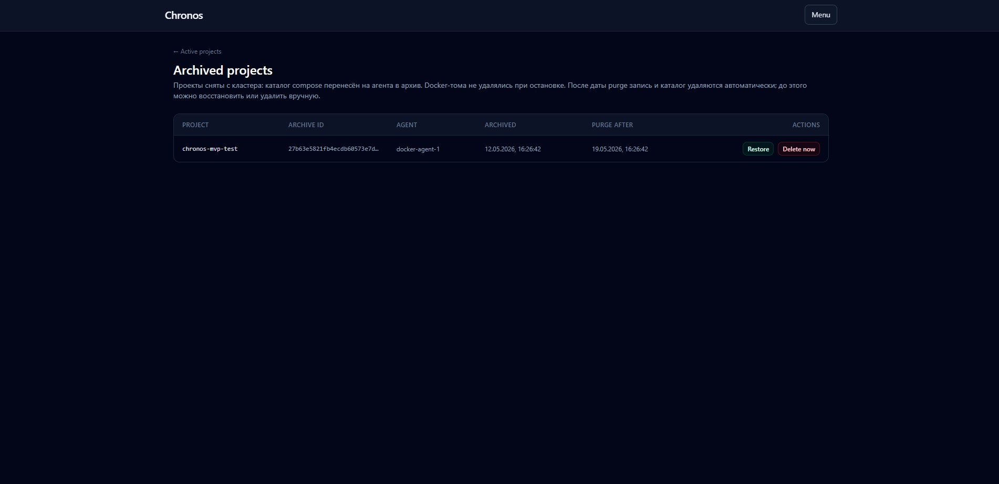 Chronos
Menu
← Active projects
Archived projects
Проекты сняты с кластера: каталог compose перенесён на агента в архив. Docker-тома не удалялись при остановке. После даты purge запись и каталог удаляются автоматически; до этого
можно восстановить или удалить вручную.
PROJECT ARCHIVE ID AGENT ARCHIVED PURGE AFTER ACTIONS
chronos-mvp-test 27b63e5821fb4ecdb60573e7d… docker-agent-1 12.05.2026, 16:26:42 19.05.2026, 16:26:42 Restore Delete now